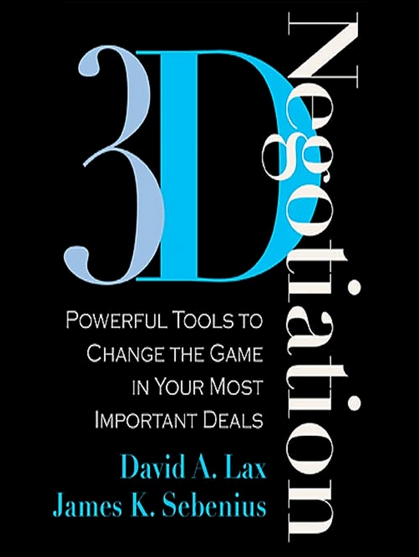 3D
Negotiation
POWERFUL TOOLS TO
CHANGE THE GAME
IN YOUR MOST
IMPORTANT DEALS
David A. Lax
James K. Sebenius